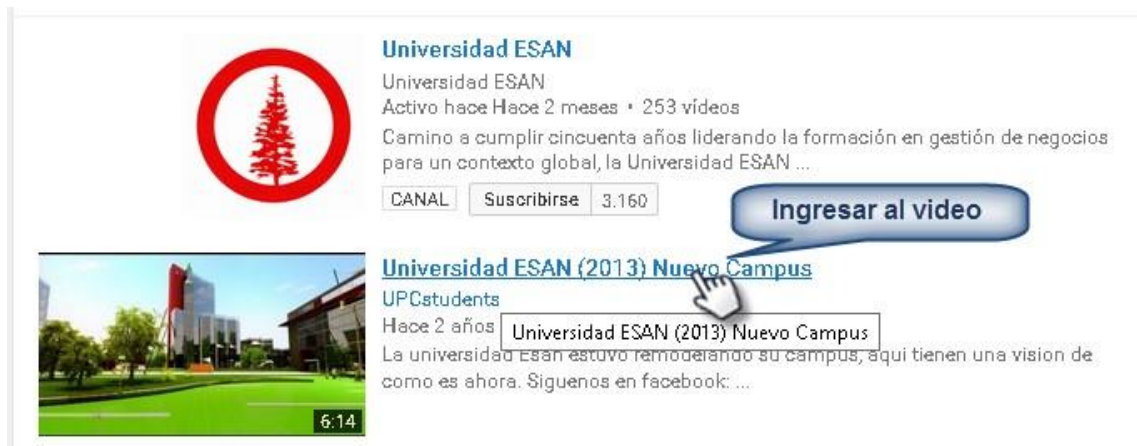 Universidad ESAN
Universidad ESAN
Activo hace Hace 2 meses • 253 vídeos
Camino a cumplir cincuenta años liderando la formación en gestión de negocios
para un contexto global, la Universidad ESAN ...
CANAL Suscribirse 3.160
Ingresar al video
Universidad ESAN (2013) Nuevo Campus
UPCstudents
Hace 2 años
Universidad ESAN (2013) Nuevo Campus
La universidad Esan estuvo remodelando su campus, aqui tienen una vision de
como es ahora. Siguenos en facebook: ...
6:14